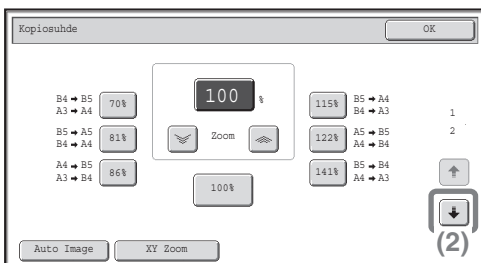 Kopiosuhde
OK
B4 → B5
A3 → A4
70%
B5 → A5
B4 → A4
81%
A4 → B5
A3 → B4
86%
100 %
Zoom
100%
115%
B5 → A4
B4 → A3
122%
A5 → B5
A4 → B4
141%
B5 → B4
A4 → A3
1
2
(2)
Auto Image
XY Zoom